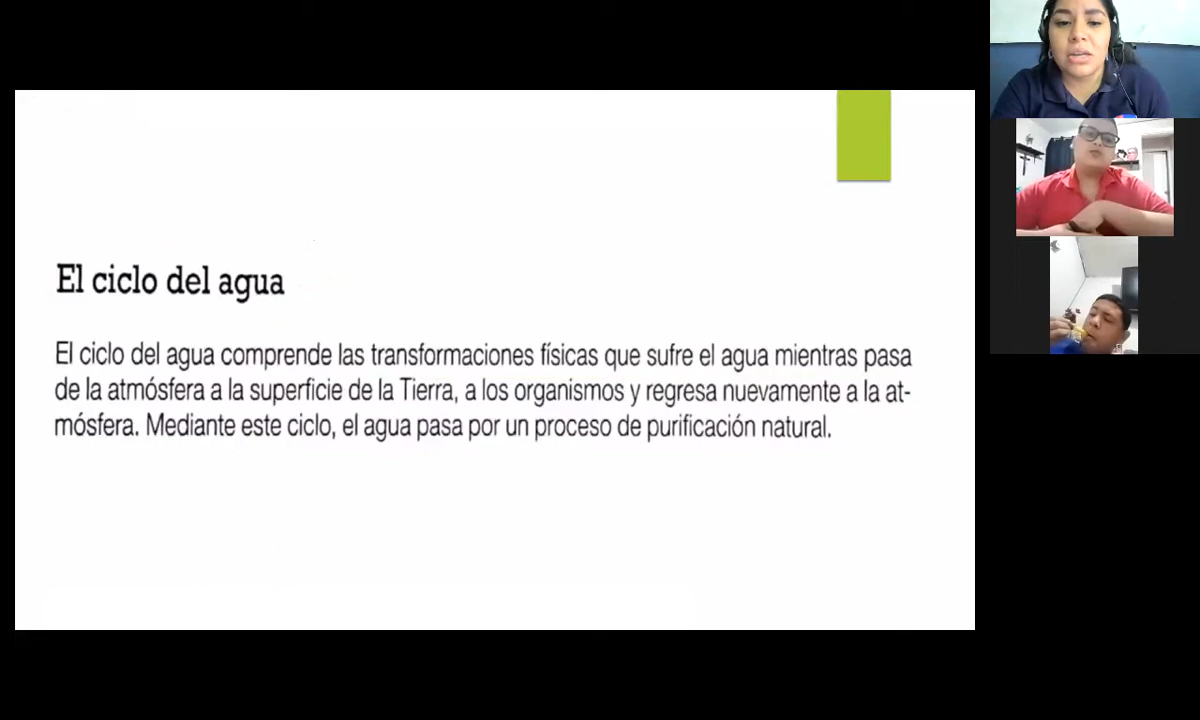 El ciclo del agua
El ciclo del agua comprende las transformaciones físicas que sufre el agua mientras pasa
de la atmósfera a la superficie de la Tierra, a los organismos y regresa nuevamente a la at-
mósfera. Mediante este ciclo, el agua pasa por un proceso de purificación natural.